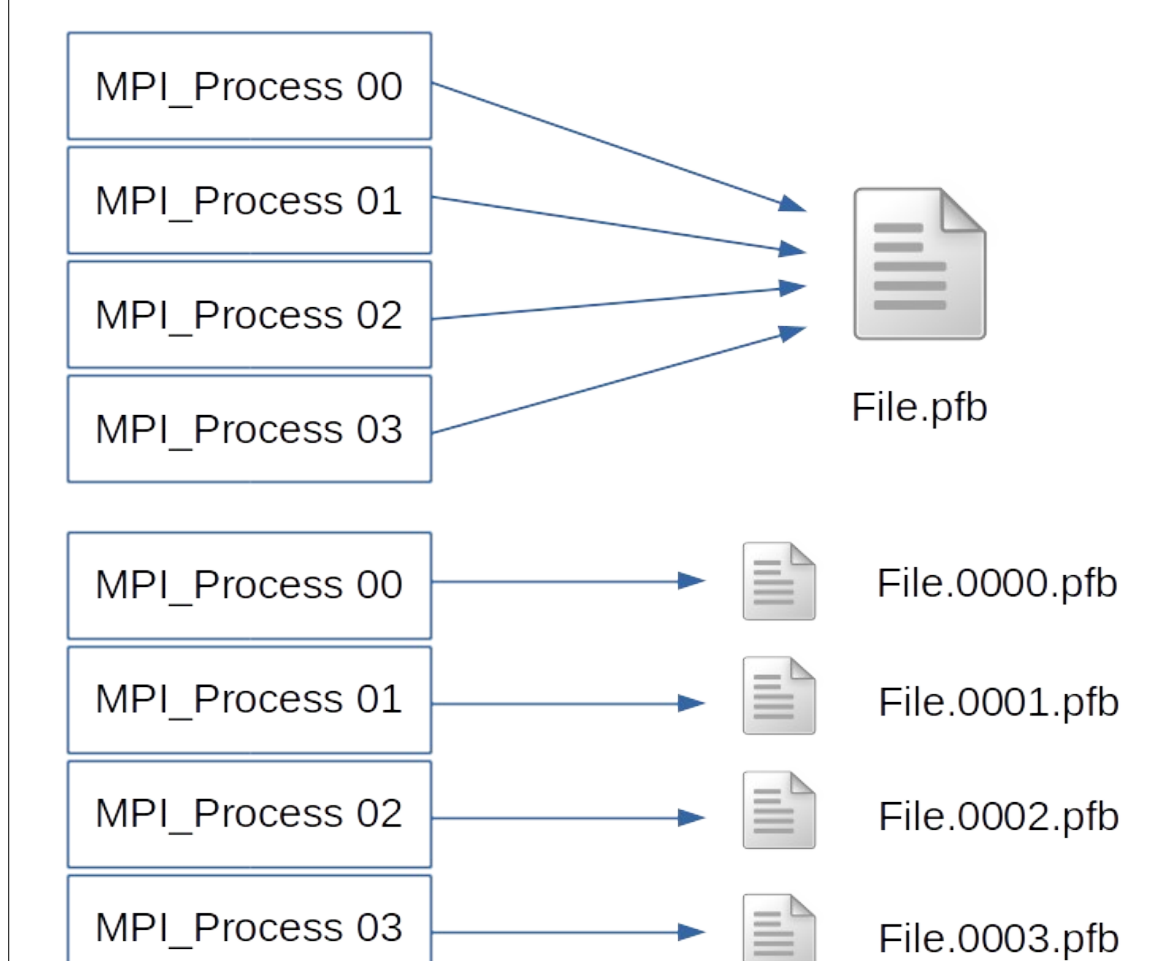 MPI_Process 00
MPI_Process 01
MPI_Process 02
MPI_Process 03
File.pfb
MPI_Process 00
File.0000.pfb
MPI_Process 01
File.0001.pfb
MPI_Process 02
File.0002.pfb
MPI_Process 03
File.0003.pfb